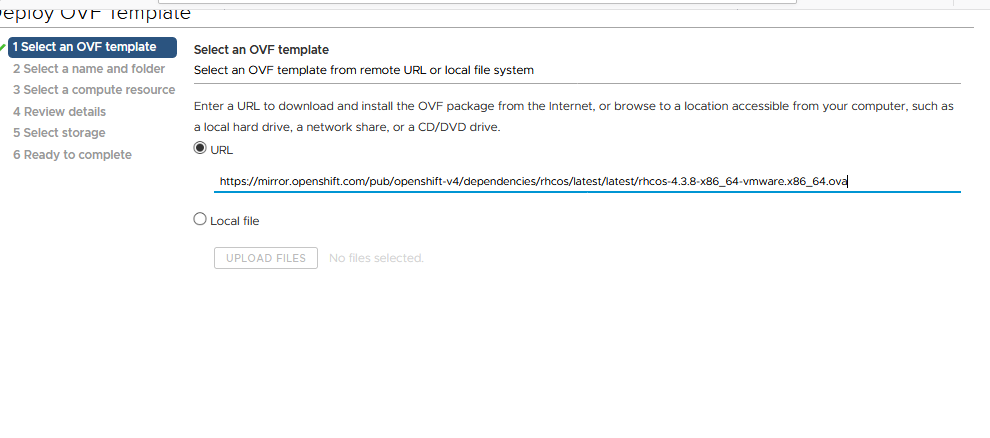 Deploy OVF Template
1 Select an OVF template
2 Select a name and folder
3 Select a compute resource
4 Review details
5 Select storage
6 Ready to complete
Select an OVF template
Select an OVF template from remote URL or local file system
Enter a URL to download and install the OVF package from the Internet, or browse to a location accessible from your computer, such as
a local hard drive, a network share, or a CD/DVD drive.
URL
https://mirror.openshift.com/pub/openshift-v4/dependencies/rhcos/latest/latest/rhcos-4.3.8-x86_64-vmware.x86_64.ova
Local file
UPLOAD FILES No files selected.